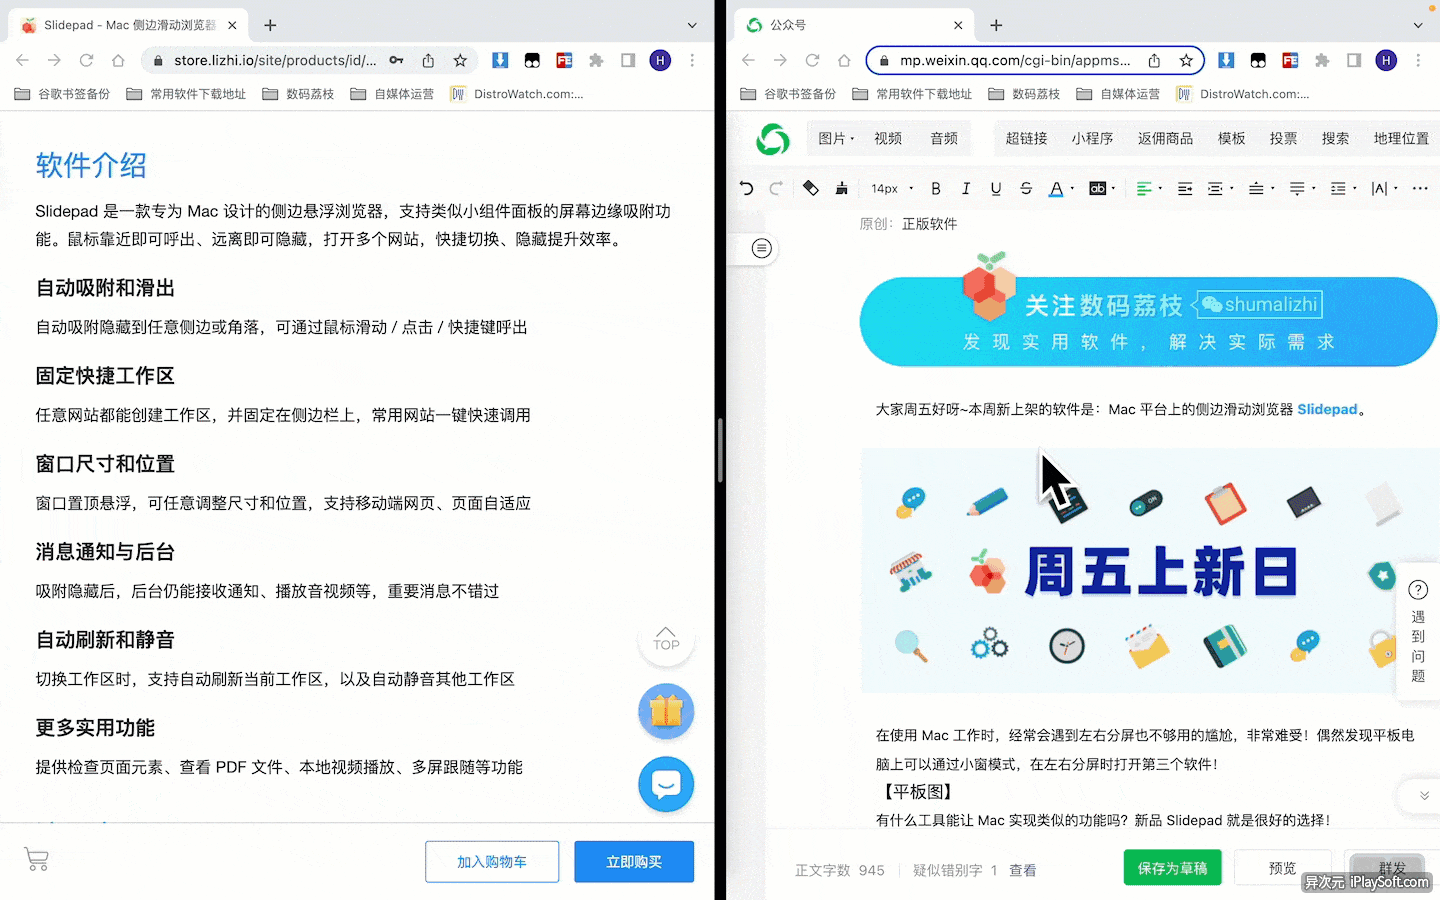 Slidepad - Mac 侧边滑动浏览器
store.lizhi.io/site/products/id/...
H
谷歌书签备份
常用软件下载地址
数码荔枝
自媒体运营
DW
DistroWatch.com:...
软件介绍
Slidepad 是一款专为 Mac 设计的侧边悬浮浏览器，支持类似小组件面板的屏幕边缘吸附功
能。鼠标靠近即可呼出、远离即可隐藏，打开多个网站，快捷切换、隐藏提升效率。
自动吸附和滑出
自动吸附隐藏到任意侧边或角落，可通过鼠标滑动 / 点击 / 快捷键呼出
固定快捷工作区
任意网站都能创建工作区，并固定在侧边栏上，常用网站一键快速调用
窗口尺寸和位置
窗口置顶悬浮，可任意调整尺寸和位置，支持移动端网页、页面自适应
消息通知与后台
吸附隐藏后，后台仍能接收通知、播放音视频等，重要消息不错过
自动刷新和静音
切换工作区时，支持自动刷新当前工作区，以及自动静音其他工作区
更多实用功能
提供检查页面元素、查看 PDF 文件、本地视频播放、多屏跟随等功能
TOP
加入购物车
立即购买
公众号
mp.weixin.qq.com/cgi-bin/appms...
H
谷歌书签备份
常用软件下载地址
数码荔枝
自媒体运营
DW
DistroWatch.com:...
图片
视频
音频
超链接
小程序
返佣商品
模板
投票
搜索
地理位置
14px
B
I
U
S
A
ab
|A|
原创： 正版软件
关注数码荔枝
shumalizhi
发现实用软件，解决实际需求
大家周五好呀~本周新上架的软件是：Mac 平台上的侧边滑动浏览器 Slidepad。
ON
周五上新日
遇到问题
在使用 Mac 工作时，经常会遇到左右分屏也不够用的尴尬，非常难受！偶然发现平板电
脑上可以通过小窗模式，在左右分屏时打开第三个软件！
【平板图】
有什么工具能让 Mac 实现类似的功能吗？新品 Slidepad 就是很好的选择！
正文字数 945
疑似错别字 1 查看
保存为草稿
预览
群发
异次元 iPlaySoft.com